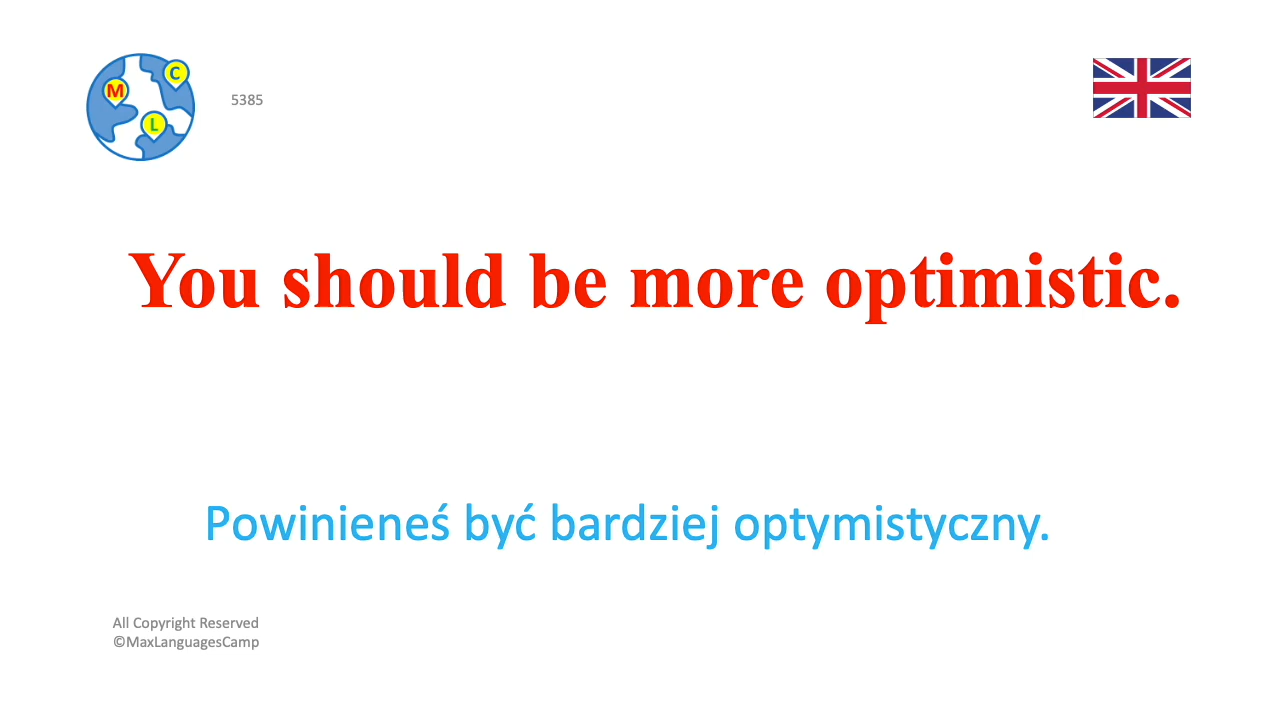 M
C
L
5385
You should be more optimistic.
Powinieneś być bardziej optymistyczny.
All Copyright Reserved
©MaxLanguagesCamp